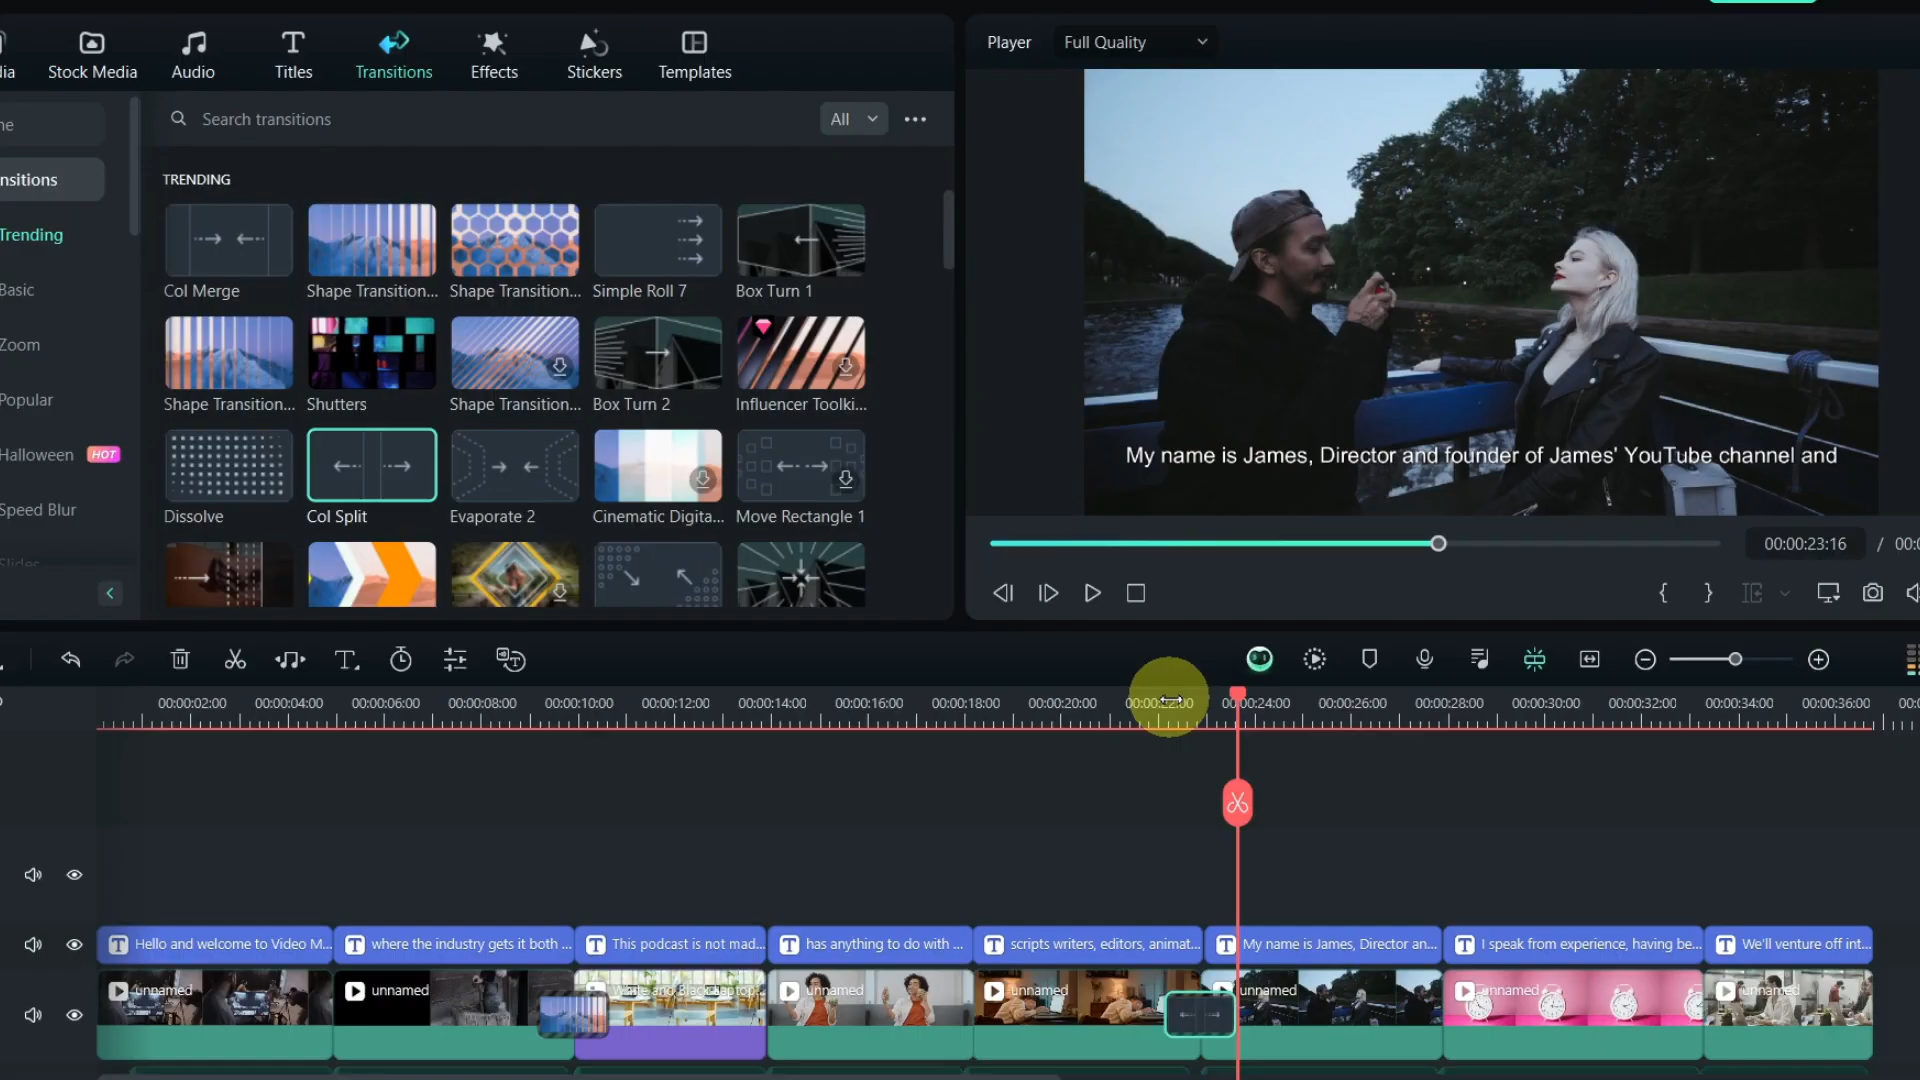 Stock Media
Audio
Titles
Transitions
Effects
Stickers
Templates
Player
Full Quality
Search transitions
All
TRENDING
Trending
Basic
Zoom
Popular
Halloween
HOT
Speed Blur
Col Merge
Shape Transition...
Shape Transition...
Simple Roll 7
Box Turn 1
Shape Transition...
Shutters
Shape Transition...
Box Turn 2
Influencer Toolki...
Dissolve
Col Split
Evaporate 2
Cinematic Digita...
Move Rectangle 1
My name is James, Director and founder of James' YouTube channel and
00:00:23:16 /
00:00:02:00
00:00:04:00
00:00:06:00
00:00:08:00
00:00:10:00
00:00:12:00
00:00:14:00
00:00:16:00
00:00:18:00
00:00:20:00
00:00:22:00
00:00:24:00
00:00:26:00
00:00:28:00
00:00:30:00
00:00:32:00
00:00:34:00
00:00:36:00
Hello and welcome to Video M...
where the industry gets it both ...
This podcast is not mad...
has anything to do with ...
scripts writers, editors, animat...
My name is James, Director an...
I speak from experience, having be...
We'll venture off int...
unnamed
unnamed
White and Black Laptop
unnamed
unnamed
unnamed
unnamed
unnamed